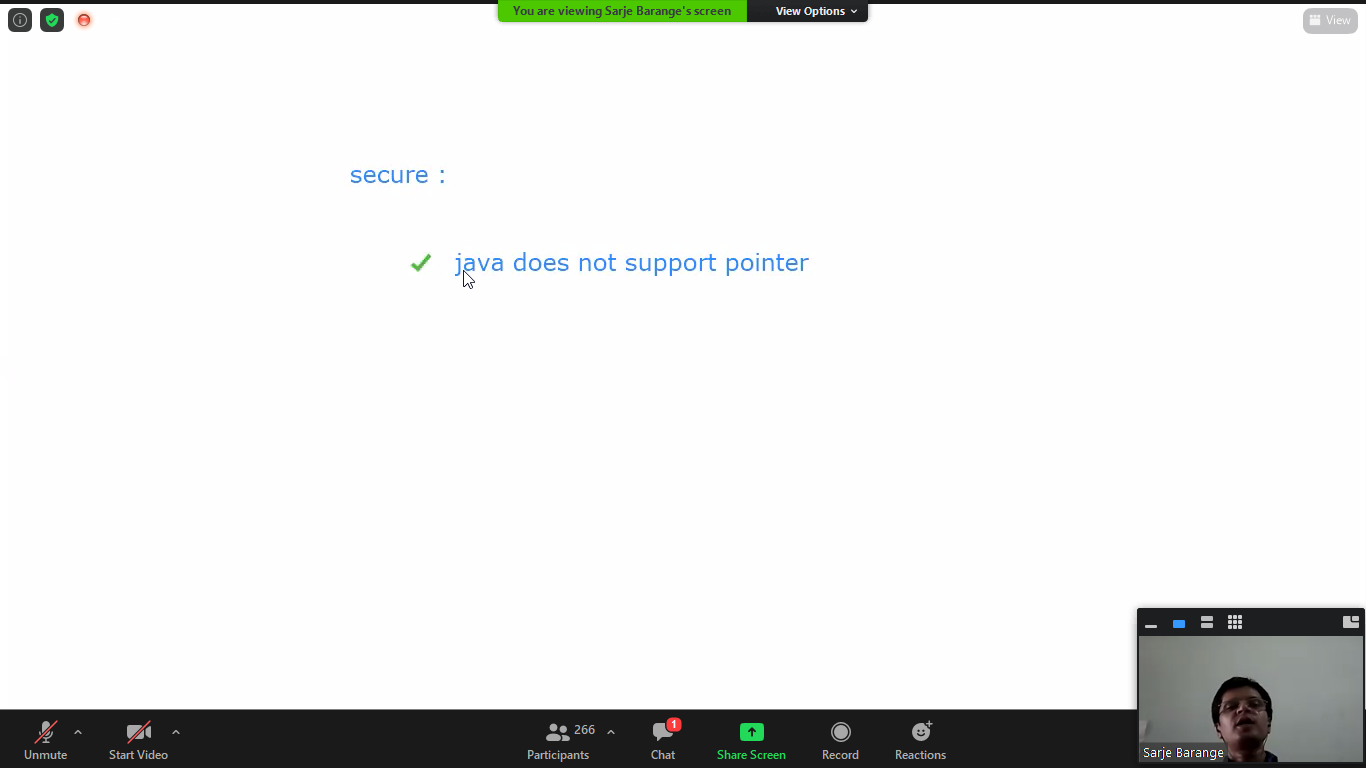 You are viewing Sarje Barange's screen
View Options
View
secure :
java does not support pointer
Sarje Barange
Unmute
Start Video
266
Participants
1
Chat
Share Screen
Record
Reactions